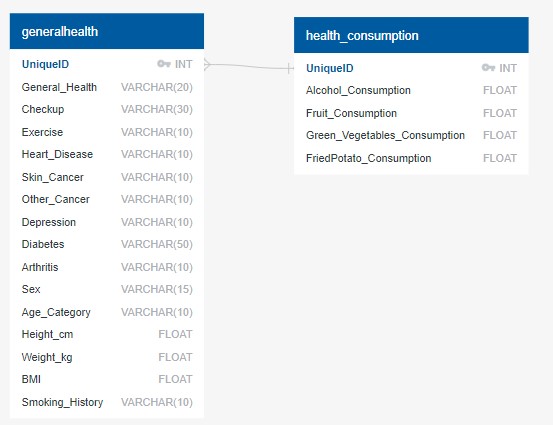 generalhealth
UniqueID INT
General_Health VARCHAR(20)
Checkup VARCHAR(30)
Exercise VARCHAR(10)
Heart_Disease VARCHAR(10)
Skin_Cancer VARCHAR(10)
Other_Cancer VARCHAR(10)
Depression VARCHAR(10)
Diabetes VARCHAR(50)
Arthritis VARCHAR(10)
Sex VARCHAR(15)
Age_Category VARCHAR(10)
Height_cm FLOAT
Weight_kg FLOAT
BMI FLOAT
Smoking_History VARCHAR(10)
health_consumption
UniqueID INT
Alcohol_Consumption FLOAT
Fruit_Consumption FLOAT
Green_Vegetables_Consumption FLOAT
FriedPotato_Consumption FLOAT